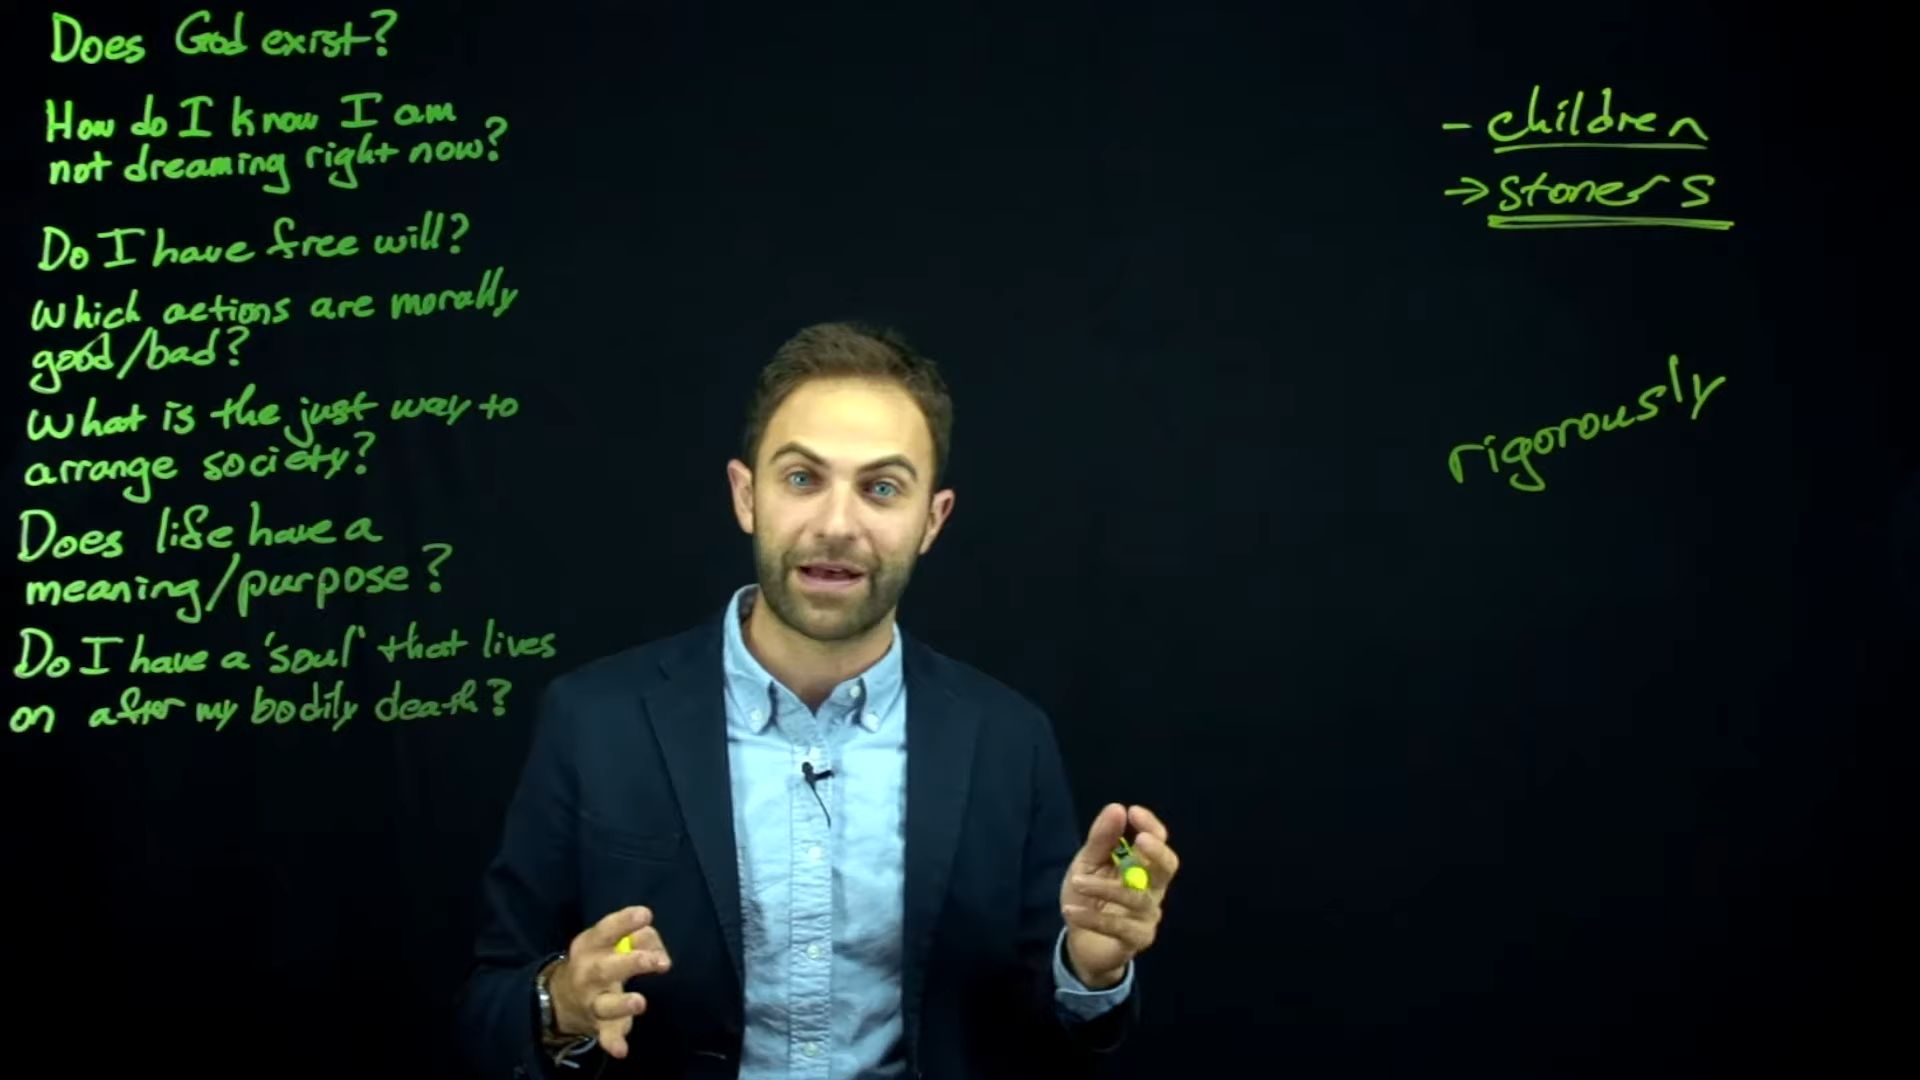 Does God exist?
How do I know I am
not dreaming right now?
Do I have free will?
Which actions are morally
good/bad?
What is the just way to
arrange society?
Does life have a
meaning/purpose?
Do I have a 'soul' that lives
on after my bodily death?
- children
→ stoners
rigorously